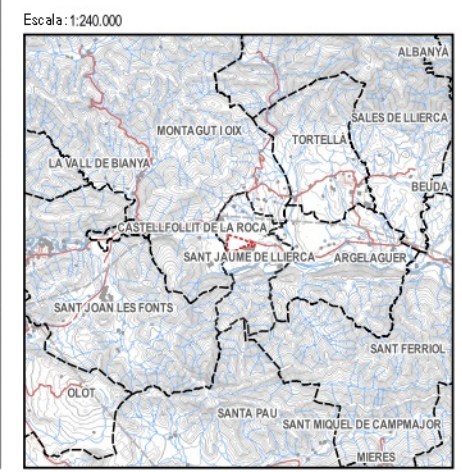 Escala: 1:240.000
ALBANYÀ
SALES DE LLIERCA
MONTAGUT I OIX
TORTELLÀ
LA VALL DE BIANYA
BEUDA
CASTELLFOLLIT DE LA ROCA
SANT JAUME DE LLIERCA
ARGELAGUER
SANT JOAN LES FONTS
SANT FERRIOL
OLOT
SANTA PAU
SANT MIQUEL DE CAMPMAJOR
MIERES